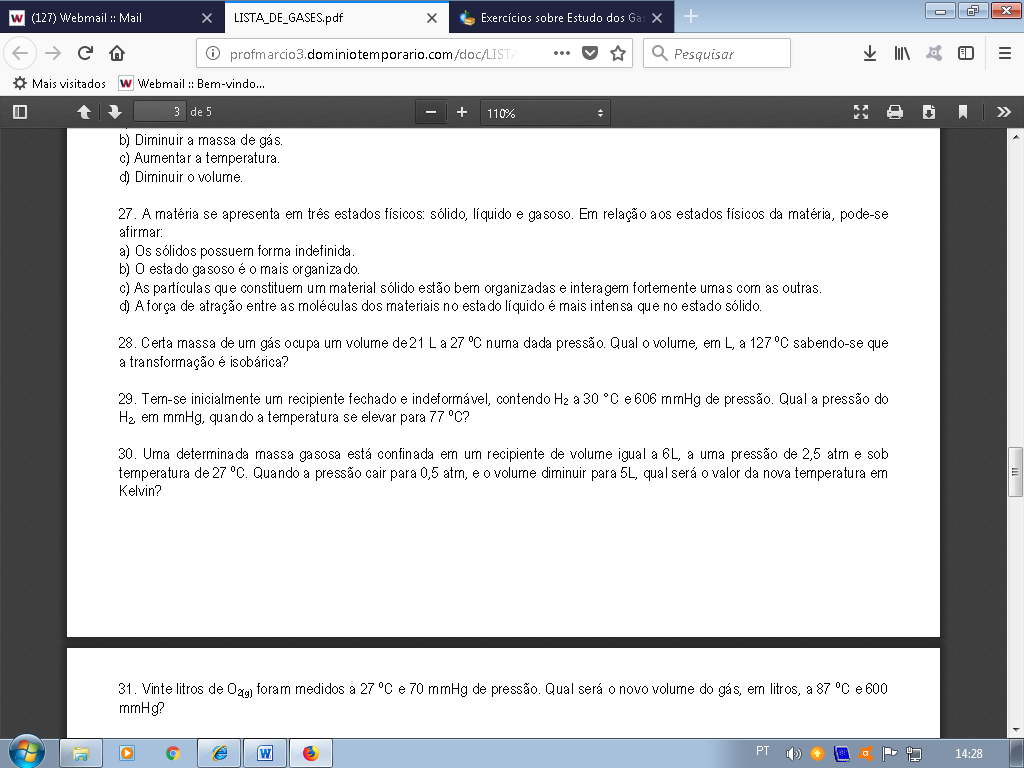 (127) Webmail :: Mail
LISTA_DE_GASES.pdf
Exercícios sobre Estudo dos Ga
profmarcio3.dominiotemporario.com/doc/LISTA
Pesquisar
Mais visitados
Webmail :: Bem-vindo...
3 de 5
110%
b) Diminuir a massa de gás.
c) Aumentar a temperatura.
d) Diminuir o volume.
27. A matéria se apresenta em três estados físicos: sólido, líquido e gasoso. Em relação aos estados físicos da matéria, pode-se
afirmar:
a) Os sólidos possuem forma indefinida.
b) O estado gasoso é o mais organizado.
c) As partículas que constituem um material sólido estão bem organizadas e interagem fortemente umas com as outras.
d) A força de atração entre as moléculas dos materiais no estado líquido é mais intensa que no estado sólido.
28. Certa massa de um gás ocupa um volume de 21 L a 27 ⁰C numa dada pressão. Qual o volume, em L, a 127 ⁰C sabendo-se que
a transformação é isobárica?
29. Tem-se inicialmente um recipiente fechado e indeformável, contendo H₂ a 30 °C e 606 mmHg de pressão. Qual a pressão do
H₂, em mmHg, quando a temperatura se elevar para 77 ⁰C?
30. Uma determinada massa gasosa está confinada em um recipiente de volume igual a 6L, a uma pressão de 2,5 atm e sob
temperatura de 27 ⁰C. Quando a pressão cair para 0,5 atm, e o volume diminuir para 5L, qual será o valor da nova temperatura em
Kelvin?
31. Vinte litros de O₂(g) foram medidos a 27 ⁰C e 70 mmHg de pressão. Qual será o novo volume do gás, em litros, a 87 ⁰C e 600
mmHg?
PT
14:28